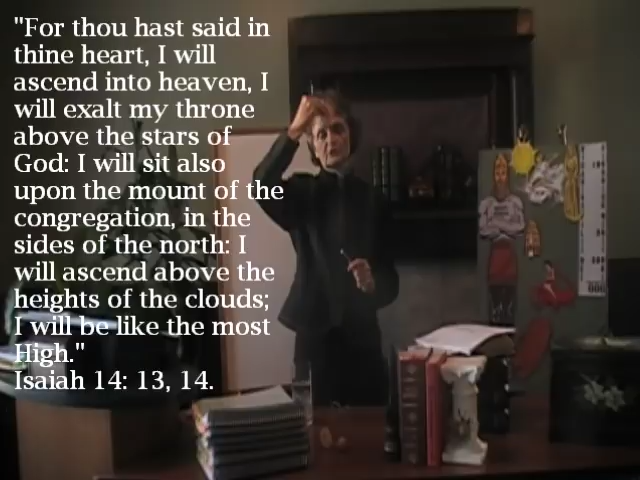 "For thou hast said in
thine heart, I will
ascend into heaven, I
will exalt my throne
above the stars of
God: I will sit also
upon the mount of the
congregation, in the
sides of the north: I
will ascend above the
heights of the clouds;
I will be like the most
High."
Isaiah 14: 13, 14.